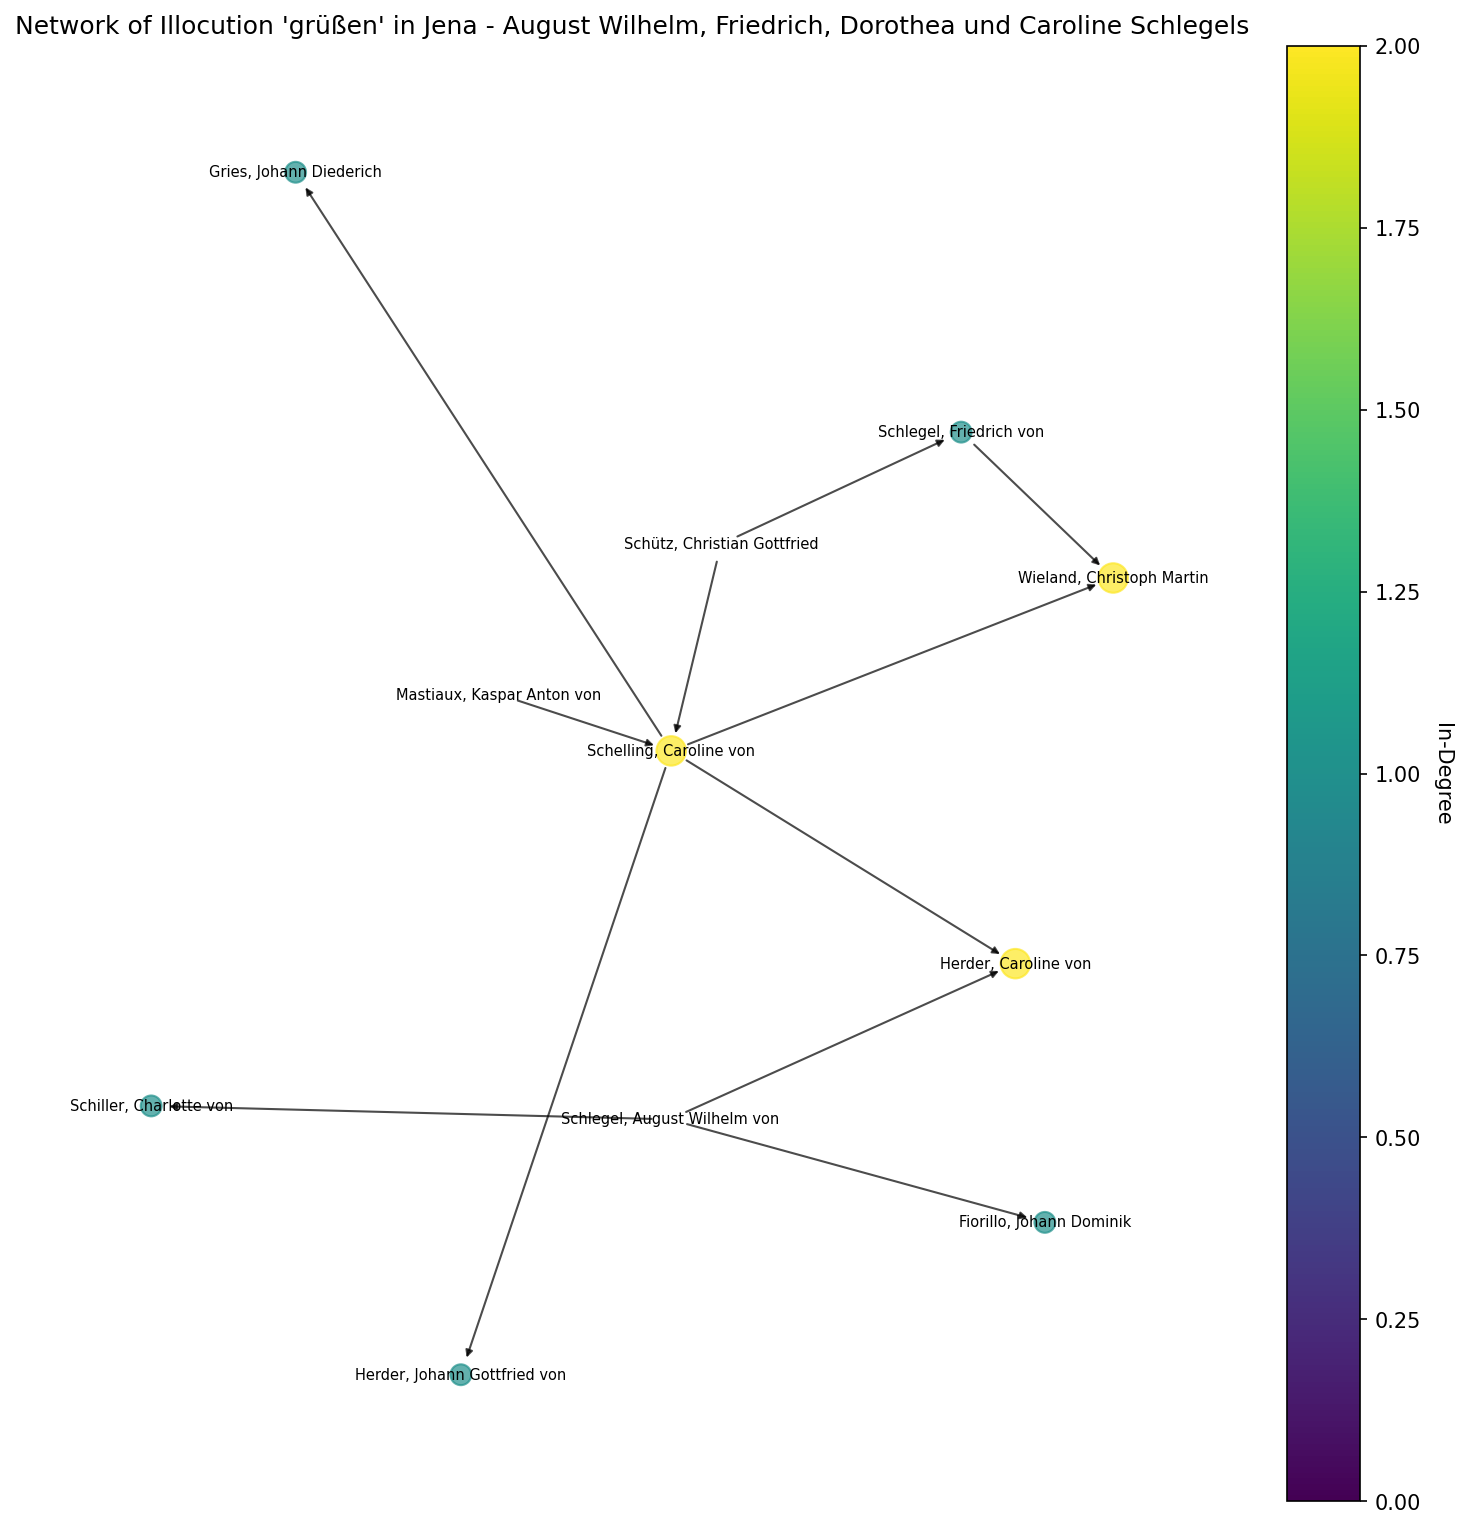 Network of Illocution 'grüßen' in Jena - August Wilhelm, Friedrich, Dorothea und Caroline Schlegels
2.00
Gries, Johann Diederich
1.75
1.50
Schlegel, Friedrich von
Schütz, Christian Gottfried
Wieland, Christoph Martin
1.25
Mastiaux, Kaspar Anton von
Schelling, Caroline von
1.00
In-Degree
Herder, Caroline von
0.75
Schiller, Charlotte von
Schlegel, August Wilhelm von
0.50
Fiorillo, Johann Dominik
0.25
Herder, Johann Gottfried von
0.00